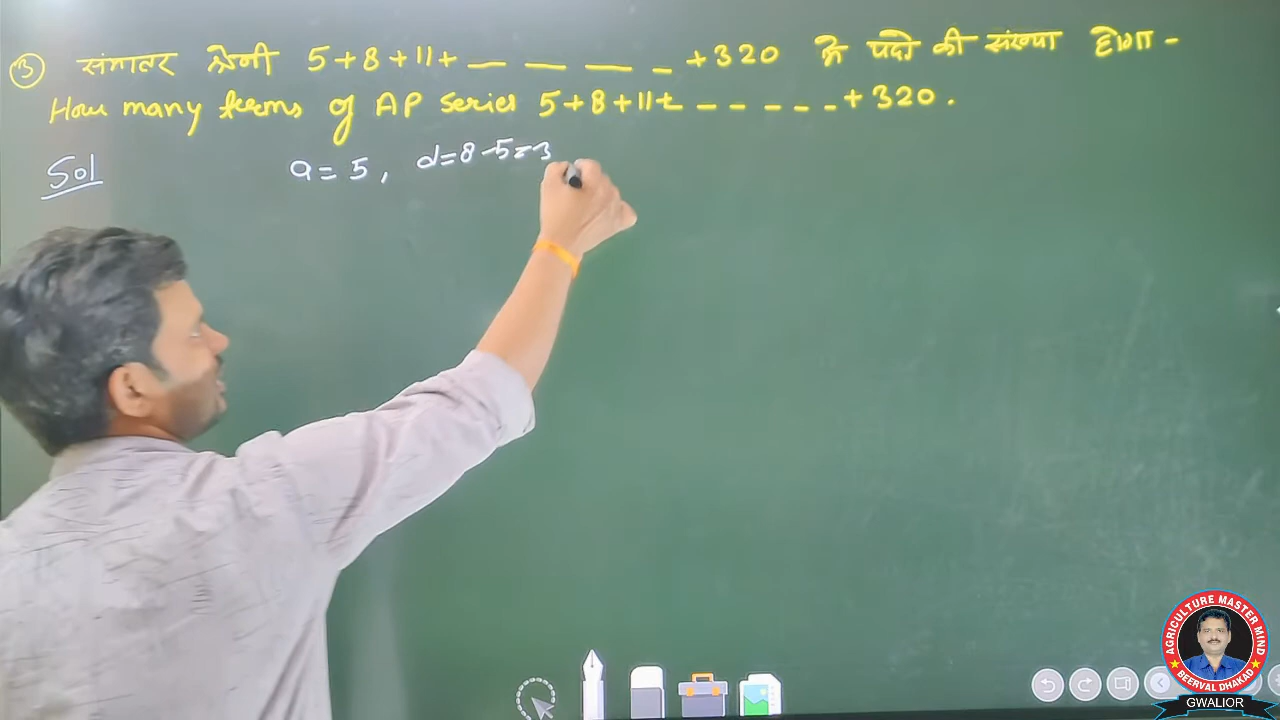 ③ समान्तर श्रेणी 5+8+11+ _ _ _ _ +320 के पदो की संख्या होगा -
How many terms of AP series 5+8+11+ - - - - - +320.
Sol a = 5, d=8-5=3
AGRICULTURE MASTER MIND
BEERVAL DHAKAD
GWALIOR